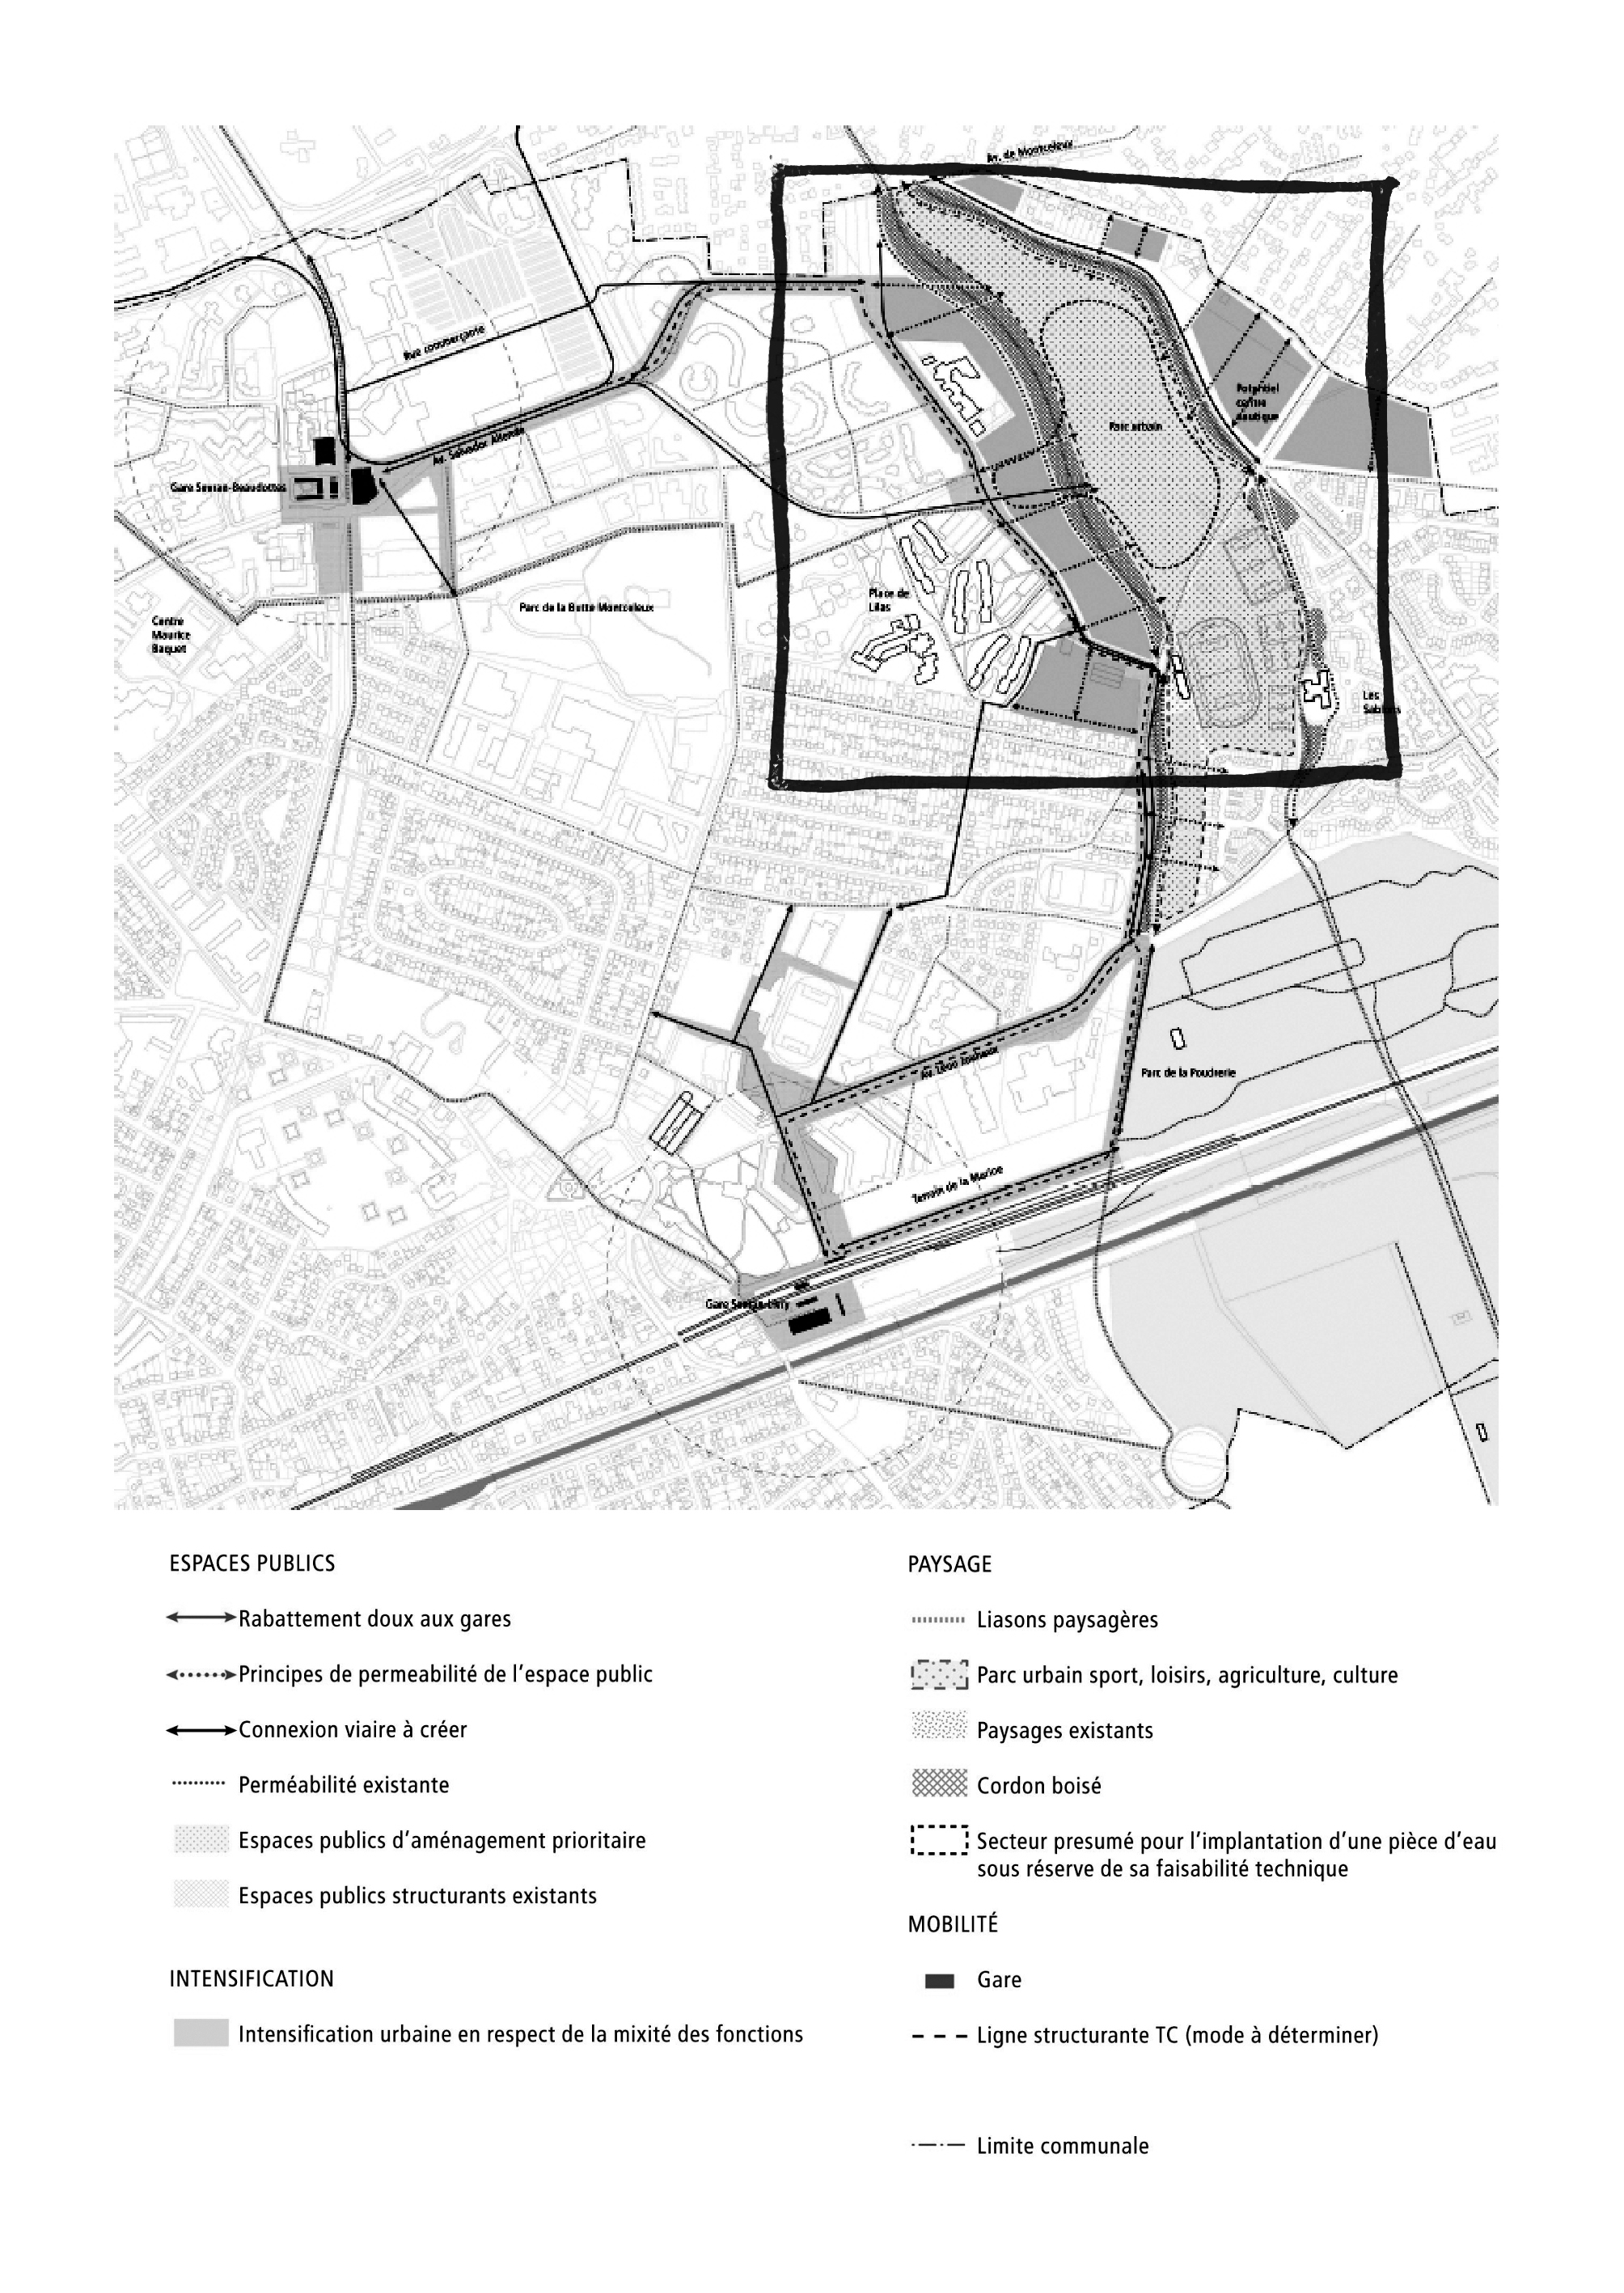 Av. de Montceleux
Rue commerçante
Av. Salvador Allende
Gare Sevran-Beaudottes
Potentiel
centre
nautique
Parc urbain
Parc de la Butte Montceleux
Place de
Lilas
Centre
Maurice
Baquet
Les
Sablons
Av. Léon Jouhaux
Parc de la Poudrerie
Terrain de la Marine
Gare Sevran-Livry
ESPACES PUBLICS
Rabattement doux aux gares
Principes de permeabilité de l'espace public
Connexion viaire à créer
Perméabilité existante
Espaces publics d'aménagement prioritaire
Espaces publics structurants existants
INTENSIFICATION
Intensification urbaine en respect de la mixité des fonctions
PAYSAGE
Liasons paysagères
Parc urbain sport, loisirs, agriculture, culture
Paysages existants
Cordon boisé
Secteur presumé pour l'implantation d'une pièce d'eau
sous réserve de sa faisabilité technique
MOBILITÉ
Gare
Ligne structurante TC (mode à déterminer)
Limite communale